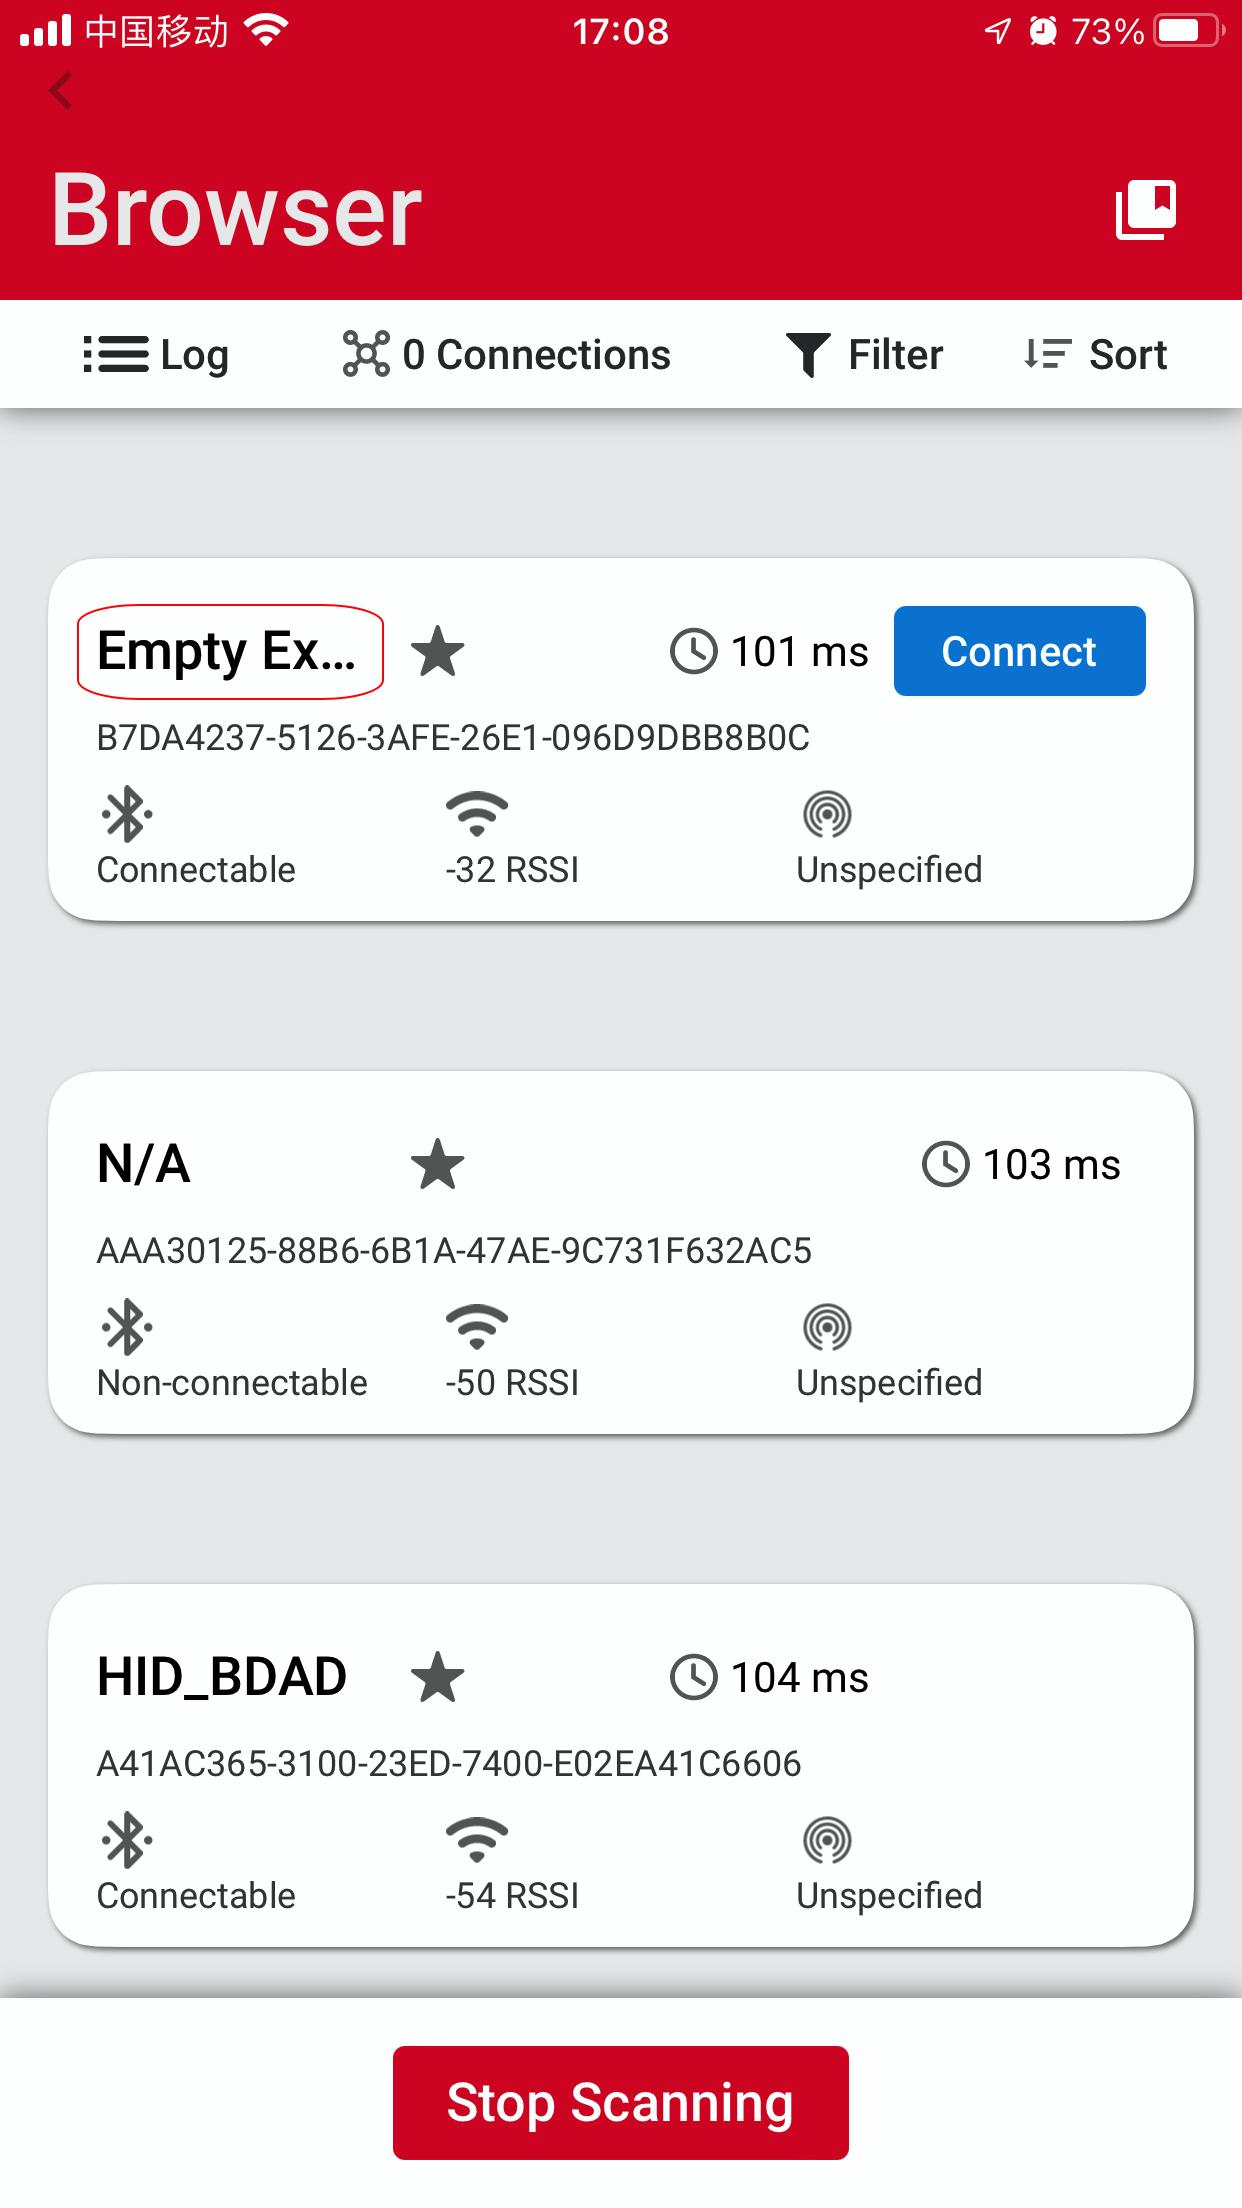 中国移动 17:08 73%
Browser
Log 0 Connections Filter Sort
Empty Ex... 101 ms Connect
B7DA4237-5126-3AFE-26E1-096D9DBB8B0C
Connectable -32 RSSI Unspecified
N/A 103 ms
AAA30125-88B6-6B1A-47AE-9C731F632AC5
Non-connectable -50 RSSI Unspecified
HID_BDAD 104 ms
A41AC365-3100-23ED-7400-E02EA41C6606
Connectable -54 RSSI Unspecified
Stop Scanning